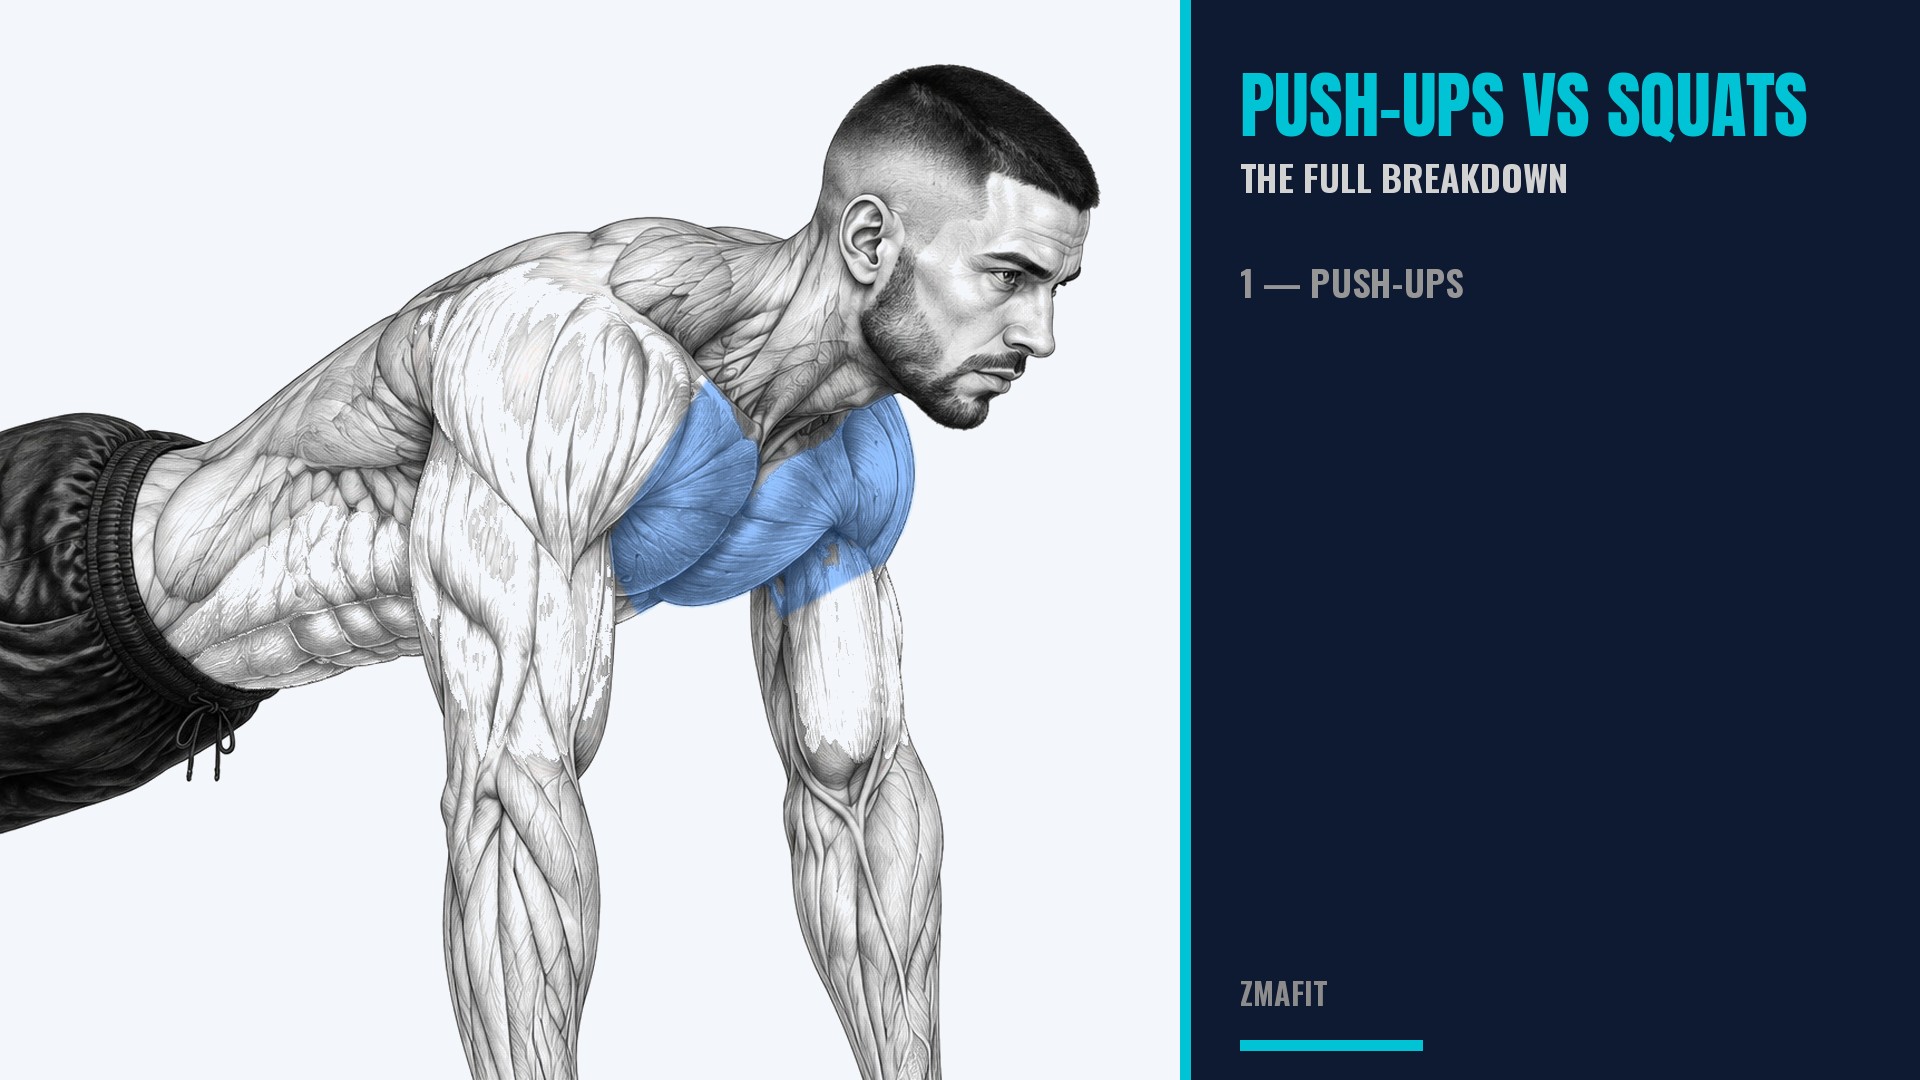 PUSH-UPS VS SQUATS
THE FULL BREAKDOWN
1 — PUSH-UPS
ZMAFIT